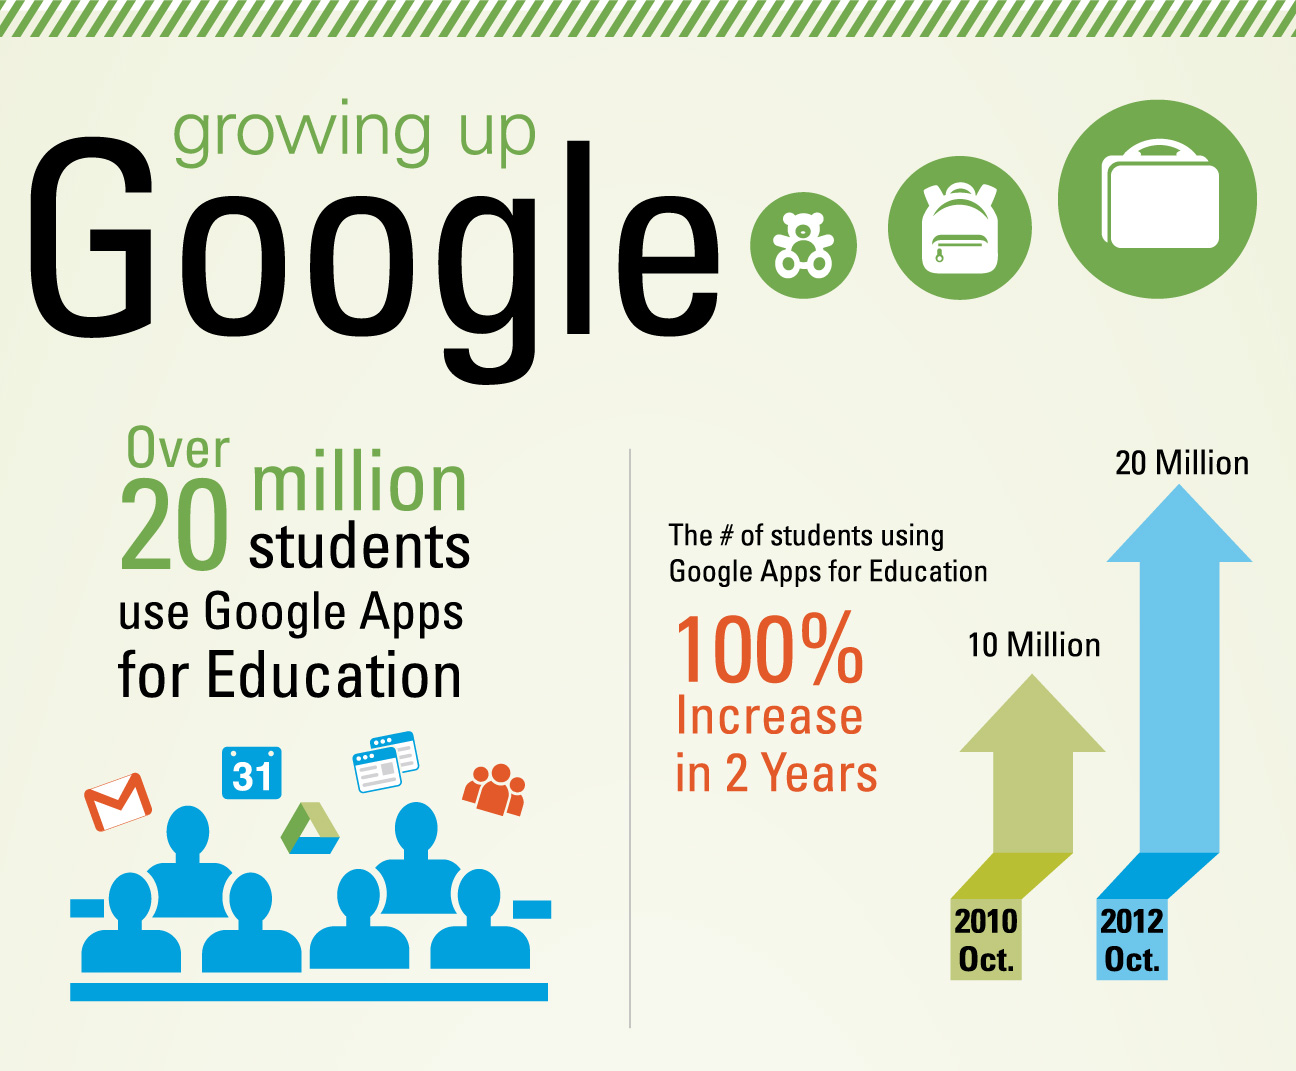 growing up
Google
Over
20 million
students
use Google Apps
for Education
31
The # of students using
Google Apps for Education
100%
Increase
in 2 Years
10 Million
20 Million
2010
Oct.
2012
Oct.